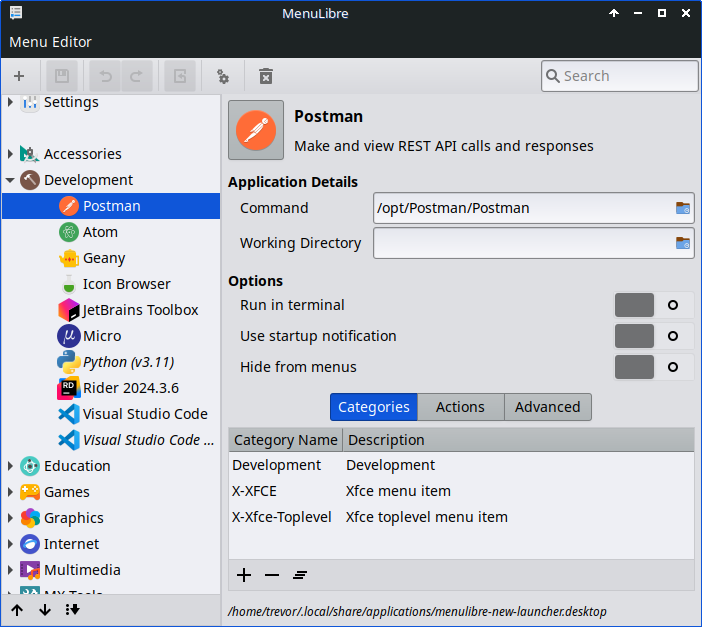 MenuLibre
Menu Editor
Search
Settings
Accessories
Development
Postman
Atom
Geany
Icon Browser
JetBrains Toolbox
μ Micro
Python (v3.11)
RD Rider 2024.3.6
Visual Studio Code
Visual Studio Code ...
Education
Games
Graphics
Internet
Multimedia
MX Tools
Postman
Make and view REST API calls and responses
Application Details
Command /opt/Postman/Postman
Working Directory
Options
Run in terminal
Use startup notification
Hide from menus
Categories Actions Advanced
Category Name Description
Development Development
X-XFCE Xfce menu item
X-Xfce-Toplevel Xfce toplevel menu item
/home/trevor/.local/share/applications/menulibre-new-launcher.desktop